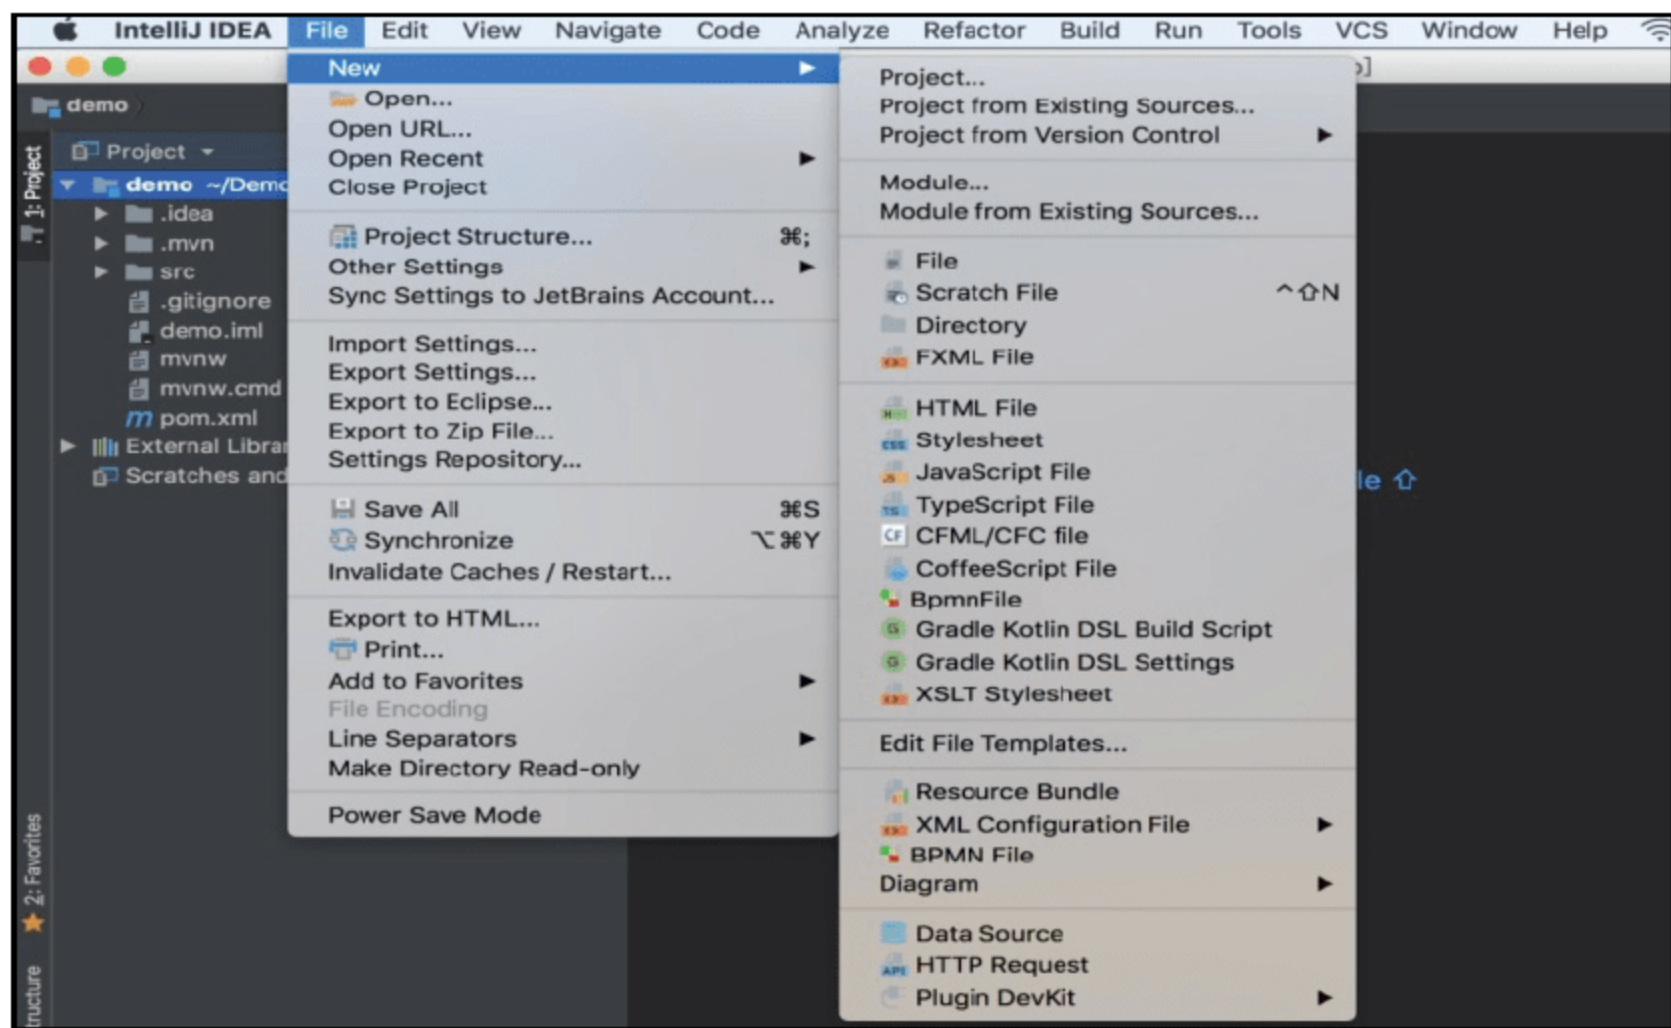 IntelliJ IDEA File Edit View Navigate Code Analyze Refactor Build Run Tools VCS Window Help
demo
1: Project
Project
demo ~/Demo
.idea
.mvn
src
.gitignore
demo.iml
mvnw
mvnw.cmd
pom.xml
External Librar
Scratches and
2: Favorites
tructure
New
Open...
Open URL...
Open Recent
Close Project
Project Structure... ⌘;
Other Settings
Sync Settings to JetBrains Account...
Import Settings...
Export Settings...
Export to Eclipse...
Export to Zip File...
Settings Repository...
Save All ⌘S
Synchronize ⌥⌘Y
Invalidate Caches / Restart...
Export to HTML...
Print...
Add to Favorites
File Encoding
Line Separators
Make Directory Read-only
Power Save Mode
Project...
Project from Existing Sources...
Project from Version Control
Module...
Module from Existing Sources...
File
Scratch File ^⇧N
Directory
FXML File
HTML File
Stylesheet
JavaScript File
TypeScript File
CFML/CFC file
CoffeeScript File
BpmnFile
Gradle Kotlin DSL Build Script
Gradle Kotlin DSL Settings
XSLT Stylesheet
Edit File Templates...
Resource Bundle
XML Configuration File
BPMN File
Diagram
Data Source
HTTP Request
Plugin DevKit
le ⇧